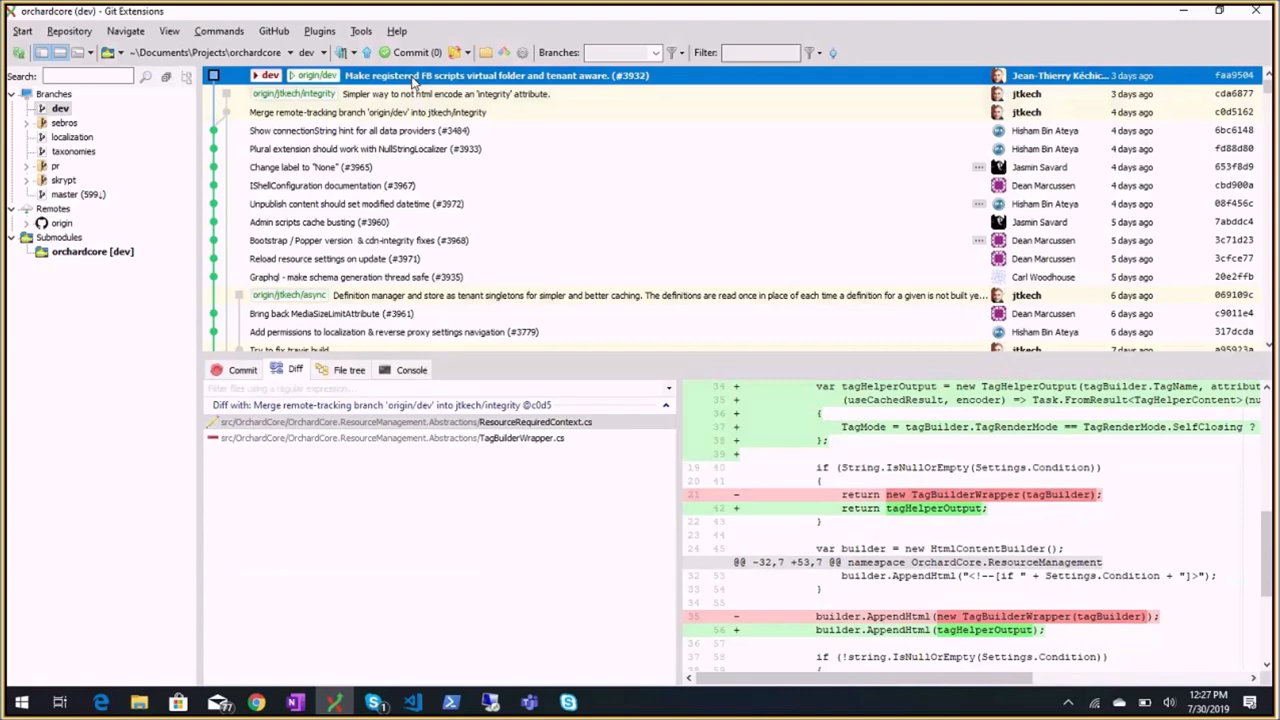 orchardcore (dev) - Git Extensions
Start Repository Navigate View Commands GitHub Plugins Tools Help
~\Documents\Projects\orchardcore dev Commit (0) Branches: Filter:
Search:
Branches
dev
sebros
localization
taxonomies
pr
skrypt
master (599↓)
Remotes
origin
Submodules
orchardcore [dev]
dev origin/dev Make registered FB scripts virtual folder and tenant aware. (#3932) Jean-Thierry Kéchic... 3 days ago faa9504
origin/jtkech/integrity Simpler way to not html encode an 'integrity' attribute. jtkech 3 days ago cda6877
Merge remote-tracking branch 'origin/dev' into jtkech/integrity jtkech 4 days ago c0d5162
Show connectionString hint for all data providers (#3484) Hisham Bin Ateya 4 days ago 6bc6148
Plural extension should work with NullStringLocalizer (#3933) Hisham Bin Ateya 4 days ago fd88d80
Change label to "None" (#3965) Jasmin Savard 4 days ago 653f8d9
IShellConfiguration documentation (#3967) Dean Marcussen 4 days ago cbd900a
Unpublish content should set modified datetime (#3972) Hisham Bin Ateya 4 days ago 08f456c
Admin scripts cache busting (#3960) Jasmin Savard 5 days ago 7abddc4
Bootstrap / Popper version & cdn-integrity fixes (#3968) Dean Marcussen 5 days ago 3c71d23
Reload resource settings on update (#3971) Dean Marcussen 5 days ago 3cfce77
Graphql - make schema generation thread safe (#3935) Carl Woodhouse 5 days ago 20e2ffb
origin/jtkech/async Definition manager and store as tenant singletons for simpler and better caching. The definitions are read once in place of each time a definition for a given is not built ye... jtkech 6 days ago 069109c
Bring back MediaSizeLimitAttribute (#3961) Dean Marcussen 6 days ago c9011e4
Add permissions to localization & reverse proxy settings navigation (#3779) Hisham Bin Ateya 6 days ago 317dcda
Try to fix travis build. jtkech 6 days ago a95923a
Commit Diff File tree Console
Filter files using a regular expression...
Diff with: Merge remote-tracking branch 'origin/dev' into jtkech/integrity @c0d5
src/OrchardCore/OrchardCore.ResourceManagement.Abstractions/ResourceRequiredContext.cs
src/OrchardCore/OrchardCore.ResourceManagement.Abstractions/TagBuilderWrapper.cs
34 + var tagHelperOutput = new TagHelperOutput(tagBuilder.TagName, attribut
35 + (useCachedResult, encoder) => Task.FromResult<TagHelperContent>(nu
36 + {
37 + TagMode = tagBuilder.TagRenderMode == TagRenderMode.SelfClosing ?
38 + };
39 +
19 40 if (String.IsNullOrEmpty(Settings.Condition))
20 41 {
21 - return new TagBuilderWrapper(tagBuilder);
42 + return tagHelperOutput;
22 43 }
23 44
24 45 var builder = new HtmlContentBuilder();
@@ -32,7 +53,7 @@ namespace OrchardCore.ResourceManagement
32 53 builder.AppendHtml("<!--[if " + Settings.Condition + "]>");
33 54 }
34 55
35 - builder.AppendHtml(new TagBuilderWrapper(tagBuilder));
56 + builder.AppendHtml(tagHelperOutput);
36 57
37 58 if (!string.IsNullOrEmpty(Settings.Condition))
12:27 PM
7/30/2019